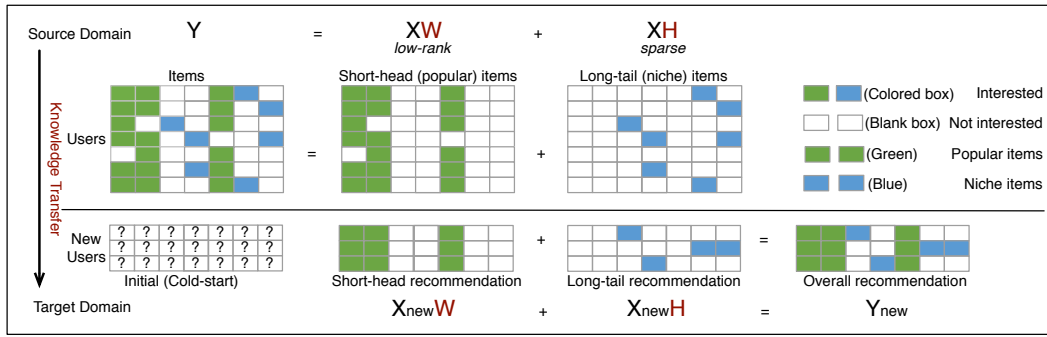 Source Domain Y = XW + XH
low-rank sparse
Items Short-head (popular) items Long-tail (niche) items
(Colored box) Interested
(Blank box) Not interested
Users = +
(Green) Popular items
(Blue) Niche items
Knowledge Transfer
New Users
? ? ? ? ? ? ?
? ? ? ? ? ? ?
? ? ? ? ? ? ?
+ =
Initial (Cold-start) Short-head recommendation Long-tail recommendation Overall recommendation
Target Domain XnewW + XnewH = Ynew